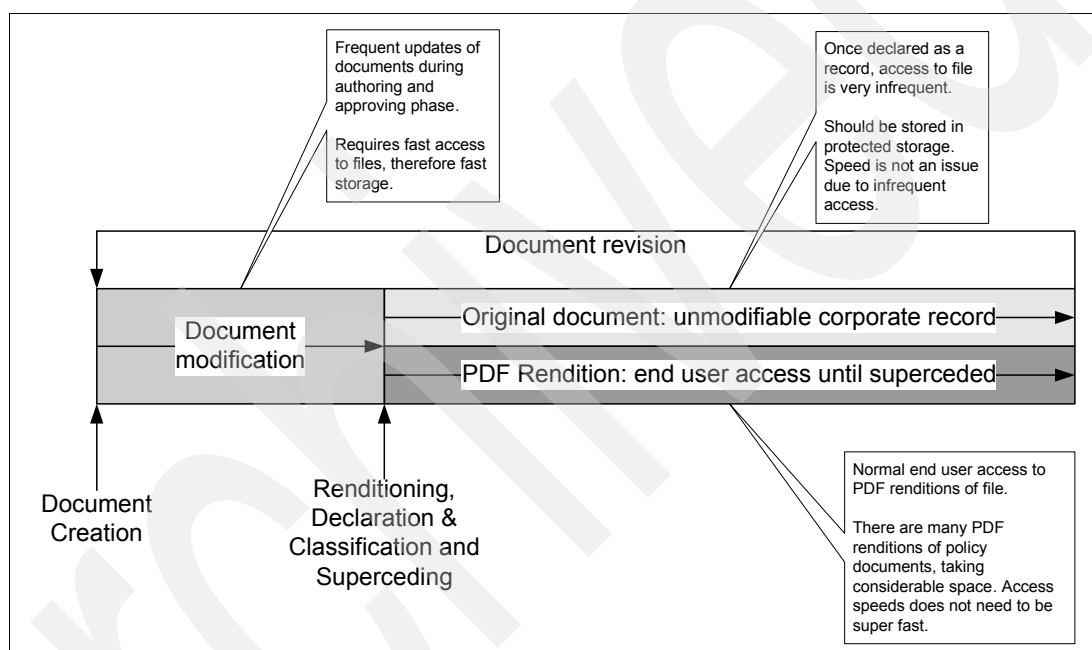 Frequent updates of
documents during
authoring and
approving phase.
Requires fast access
to files, therefore fast
storage.
Once declared as a
record, access to file
is very infrequent.
Should be stored in
protected storage.
Speed is not an issue
due to infrequent
access.
Document revision
Document
modification
Original document: unmodifiable corporate record
PDF Rendition: end user access until superceded
Document
Creation
Renditioning,
Declaration &
Classification and
Superceding
Normal end user access to
PDF renditions of file.
There are many PDF
renditions of policy
documents, taking
considerable space. Access
speeds does not need to be
super fast.